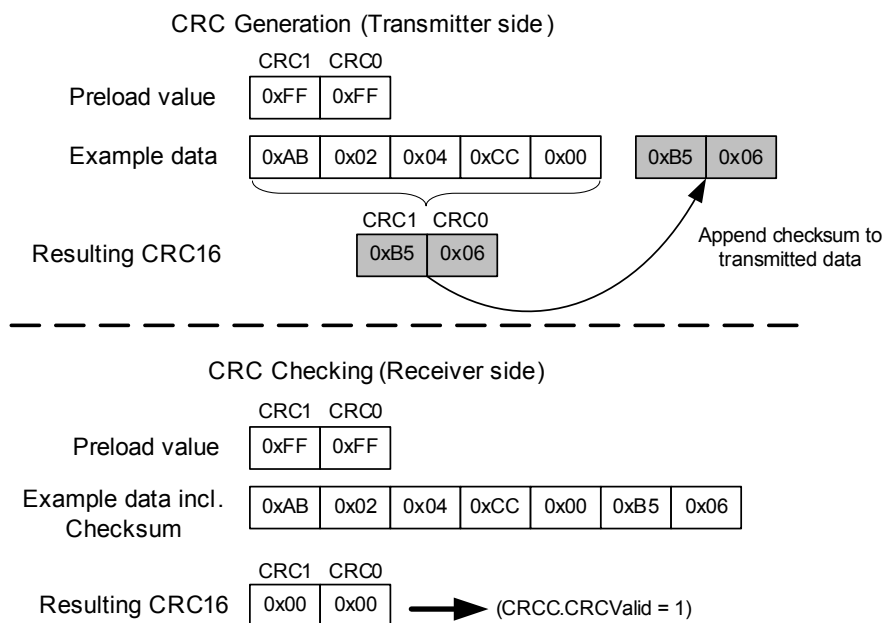 CRC Generation (Transmitter side)
CRC1 CRC0
Preload value 0xFF 0xFF
Example data 0xAB 0x02 0x04 0xCC 0x00 0xB5 0x06
CRC1 CRC0
Resulting CRC16 0xB5 0x06
Append checksum to
transmitted data
CRC Checking (Receiver side)
CRC1 CRC0
Preload value 0xFF 0xFF
Example data incl.
Checksum
0xAB 0x02 0x04 0xCC 0x00 0xB5 0x06
CRC1 CRC0
Resulting CRC16 0x00 0x00 (CRCC.CRCValid = 1)